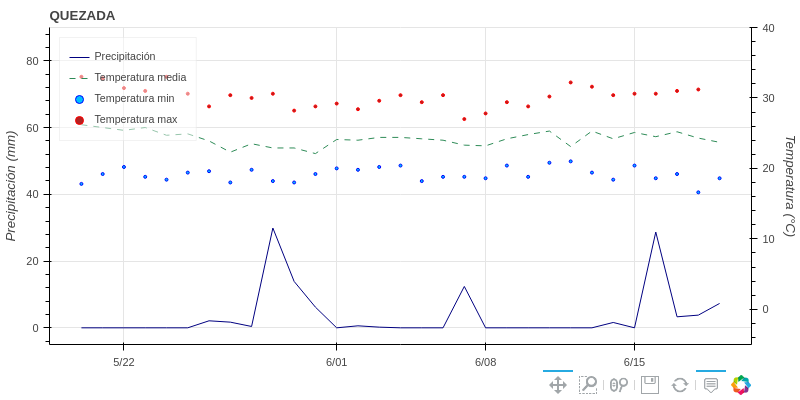 QUEZADA
Precipitación
Temperatura media
Temperatura min
Temperatura max
Precipitación (mm)
Temperatura (°C)
80
60
40
20
0
40
30
20
10
0
5/22
6/01
6/08
6/15